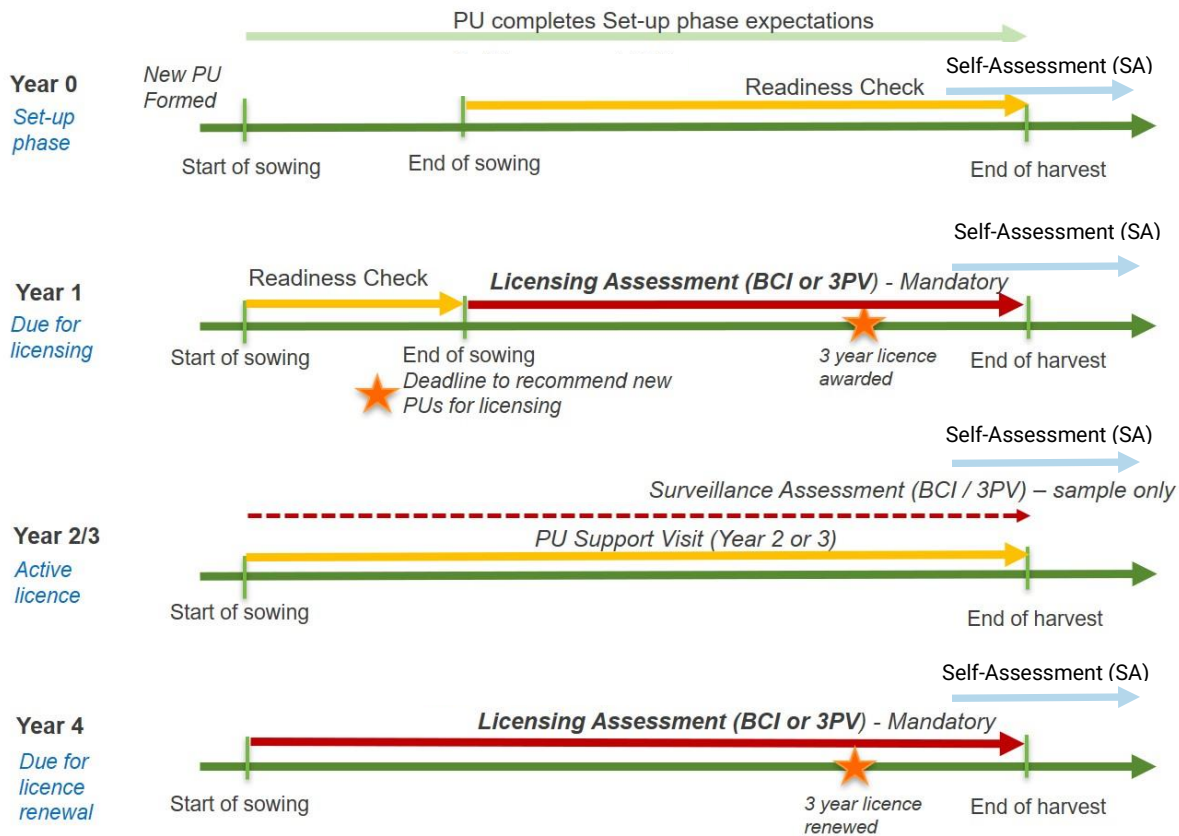 PU completes Set-up phase expectations
Year 0
Set-up
phase
New PU
Formed
Readiness Check
Self-Assessment (SA)
Start of sowing
End of sowing
End of harvest
Self-Assessment (SA)
Year 1
Due for
licensing
Readiness Check
Licensing Assessment (BCI or 3PV) - Mandatory
Start of sowing
End of sowing
Deadline to recommend new
PUs for licensing
3 year licence
awarded
End of harvest
Self-Assessment (SA)
Surveillance Assessment (BCI / 3PV) – sample only
Year 2/3
Active
licence
PU Support Visit (Year 2 or 3)
Start of sowing
End of harvest
Self-Assessment (SA)
Year 4
Due for
licence
renewal
Licensing Assessment (BCI or 3PV) - Mandatory
Start of sowing
3 year licence
renewed
End of harvest